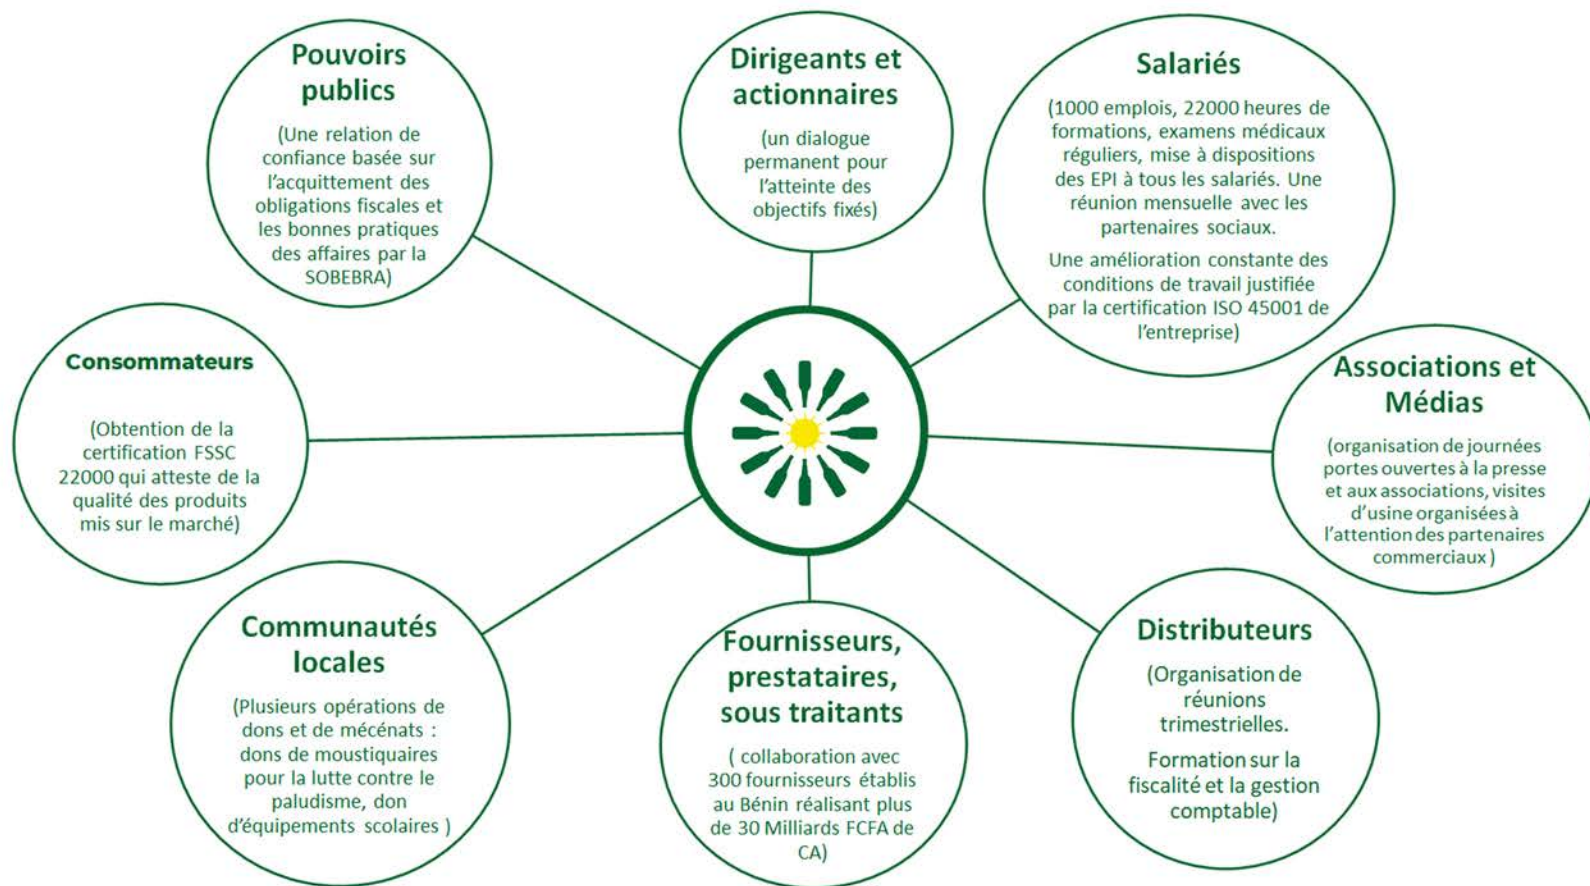 Pouvoirs
publics
(Une relation de
confiance basée sur
l'acquittement des
obligations fiscales et
les bonnes pratiques
des affaires par la
SOBEBRA)
Dirigeants et
actionnaires
(un dialogue
permanent pour
l'atteinte des
objectifs fixés)
Salariés
(1000 emplois, 22000 heures de
formations, examens médicaux
réguliers, mise à dispositions
des EPI à tous les salariés. Une
réunion mensuelle avec les
partenaires sociaux.
Une amélioration constante des
conditions de travail justifiée
par la certification ISO 45001 de
l'entreprise)
Consommateurs
(Obtention de la
certification FSSC
22000 qui atteste de la
qualité des produits
mis sur le marché)
Associations et
Médias
(organisation de journées
portes ouvertes à la presse
et aux associations, visites
d'usine organisées à
l'attention des partenaires
commerciaux )
Communautés
locales
(Plusieurs opérations de
dons et de mécénats :
dons de moustiquaires
pour la lutte contre le
paludisme, don
d'équipements scolaires )
Fournisseurs,
prestataires,
sous traitants
( collaboration avec
300 fournisseurs établis
au Bénin réalisant plus
de 30 Milliards FCFA de
CA)
Distributeurs
(Organisation de
réunions
trimestrielles.
Formation sur la
fiscalité et la gestion
comptable)